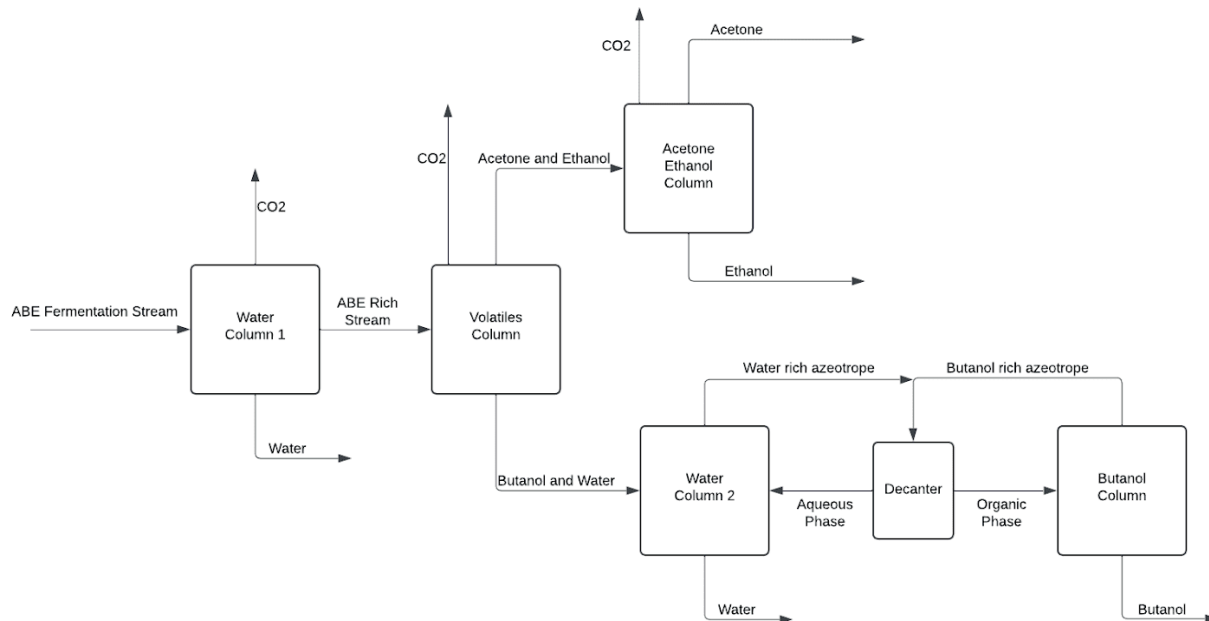 CO2
Acetone
Acetone
Ethanol
Column
CO2
Acetone and Ethanol
CO2
Ethanol
ABE Fermentation Stream
Water
Column 1
ABE Rich
Stream
Volatiles
Column
Water
Water rich azeotrope
Butanol rich azeotrope
Butanol and Water
Water
Column 2
Aqueous
Phase
Decanter
Organic
Phase
Butanol
Column
Water
Butanol